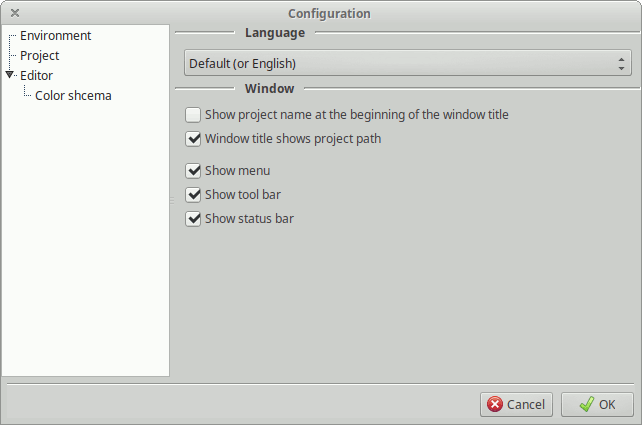 Configuration
Environment
Project
Editor
Color shcema
Language
Default (or English)
Window
Show project name at the beginning of the window title
Window title shows project path
Show menu
Show tool bar
Show status bar
Cancel
OK